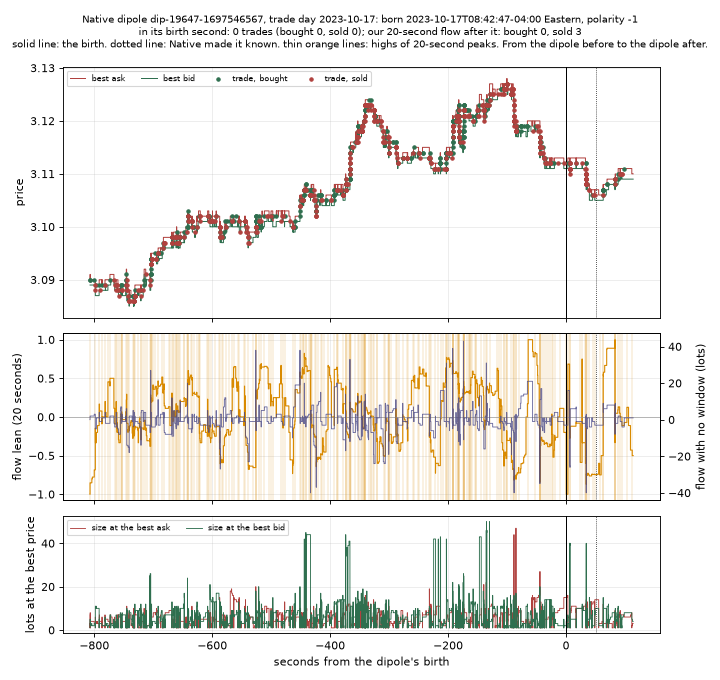 Native dipole dip-19647-1697546567, trade day 2023-10-17: born 2023-10-17T08:42:47-04:00 Eastern, polarity -1
in its birth second: 0 trades (bought 0, sold 0); our 20-second flow after it: bought 0, sold 3
solid line: the birth. dotted line: Native made it known. thin orange lines: highs of 20-second peaks. From the dipole before to the dipole after.
best ask best bid trade, bought trade, sold
3.13
3.12
3.11
3.10
3.09
price
1.0
0.5
0.0
−0.5
−1.0
flow lean (20 seconds)
40
20
0
−20
−40
flow with no window (lots)
size at the best ask size at the best bid
40
20
0
lots at the best price
−800 −600 −400 −200 0
seconds from the dipole's birth